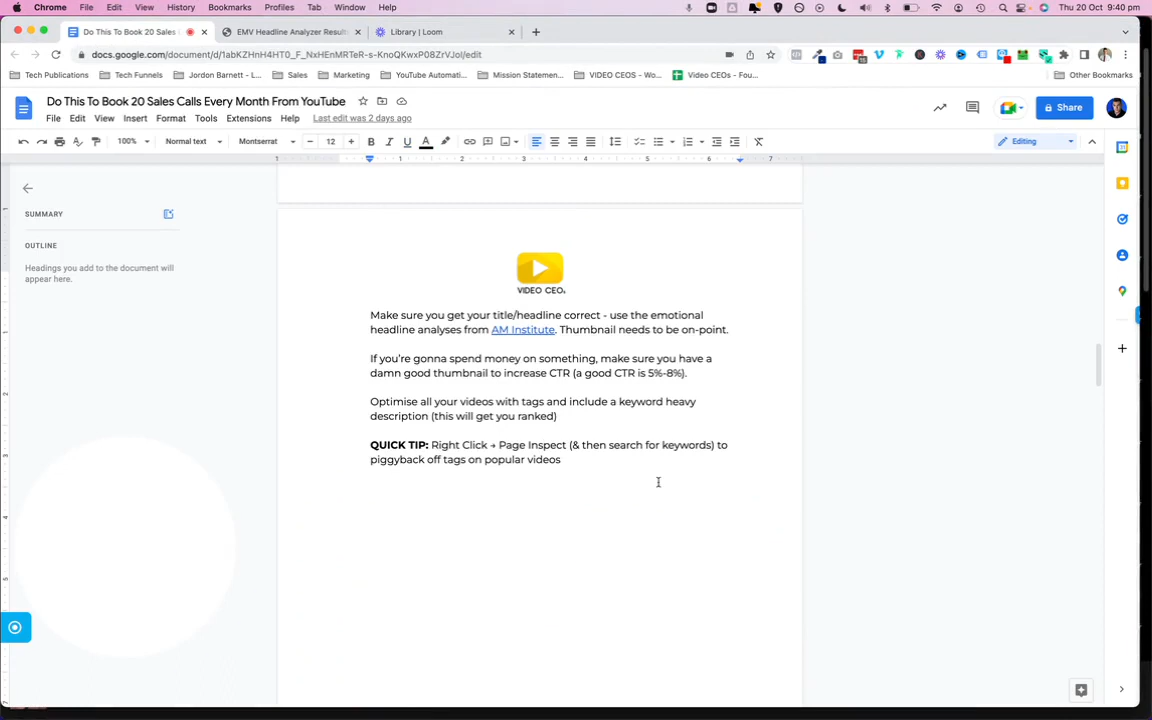 Chrome File Edit View History Bookmarks Profiles Tab Window Help Thu 20 Oct 9:40 pm
Do This To Book 20 Sales EMV Headline Analyzer Result Library | Loom
docs.google.com/document/d/
Tech Publications Tech Funnels Jordan Barnett - L... Sales Marketing YouTube Automati... Mission Statemen... VIDEO CEOS - Wo... Video CEOs - Fou... Other Bookmarks
Do This To Book 20 Sales Calls Every Month From YouTube
Share
File Edit View Insert Format Tools Extensions Help Last edit was 2 days ago
100% Normal text Montserrat 12 Editing
1 1 2 3 4 5 6 7
SUMMARY
OUTLINE
Headings you add to the document will
appear here.
VIDEO CEO
Make sure you get your title/headline correct - use the emotional
headline analyses from AM Institute. Thumbnail needs to be on-point.
If you're gonna spend money on something, make sure you have a
damn good thumbnail to increase CTR (a good CTR is 5%-8%).
Optimise all your videos with tags and include a keyword heavy
description (this will get you ranked)
QUICK TIP: Right Click → Page Inspect (& then search for keywords) to
piggyback off tags on popular videos